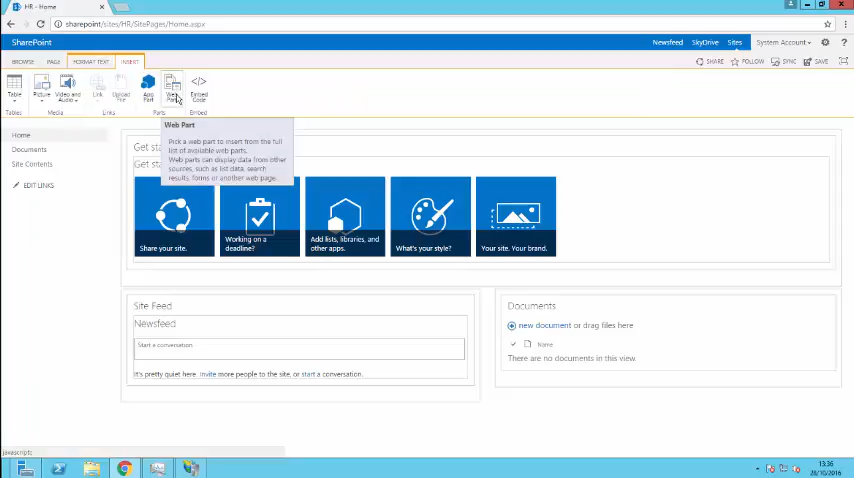 HR - Home
sharepoint/sites/HR/SitePages/Home.aspx
SharePoint
Newsfeed
SkyDrive
Sites
System Account
?
BROWSE
PAGE
FORMAT TEXT
INSERT
SHARE
FOLLOW
SYNC
SAVE
Table
Picture
Video and
Audio
Link
Upload
File
App
Part
Web
Part
Embed
Code
Tables
Media
Links
Parts
Embed
Web Part
Pick a web part to insert from the full
list of available web parts.
Web parts can display data from other
sources, such as list data, search
results, forms or another web page.
Home
Documents
Site Contents
EDIT LINKS
Get sta
Get sta
Share your site.
Working on a
deadline?
Add lists, libraries, and
other apps.
What's your style?
Your site. Your brand.
Site Feed
Newsfeed
Start a conversation
It's pretty quiet here. Invite more people to the site, or start a conversation.
Documents
new document or drag files here
Name
There are no documents in this view.
javascript:;
13:36
28/10/2016